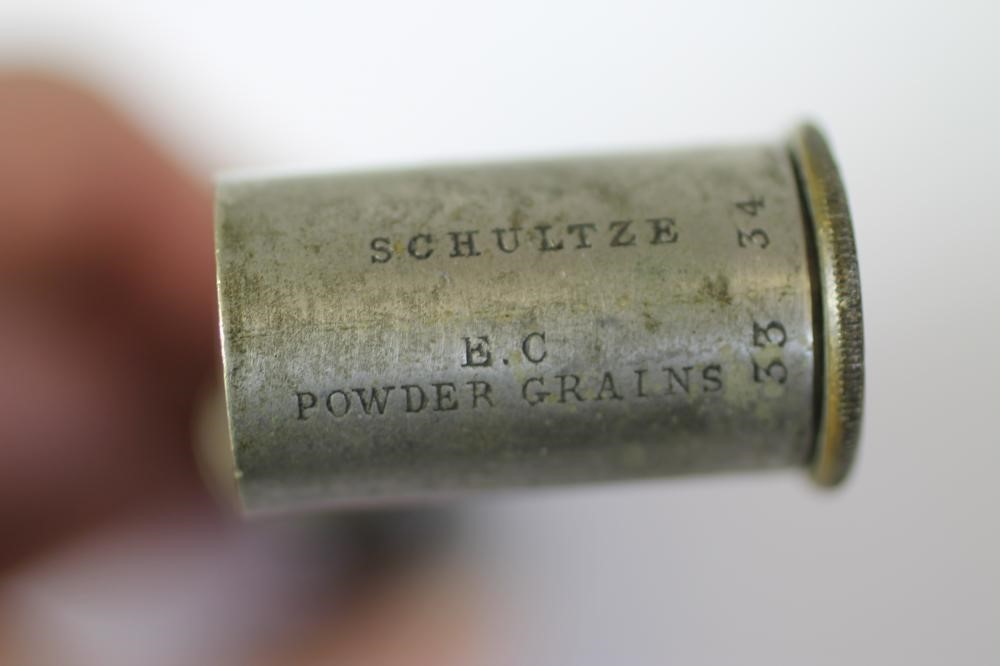 SCHULTZE 34
E.C
POWDER GRAINS 33